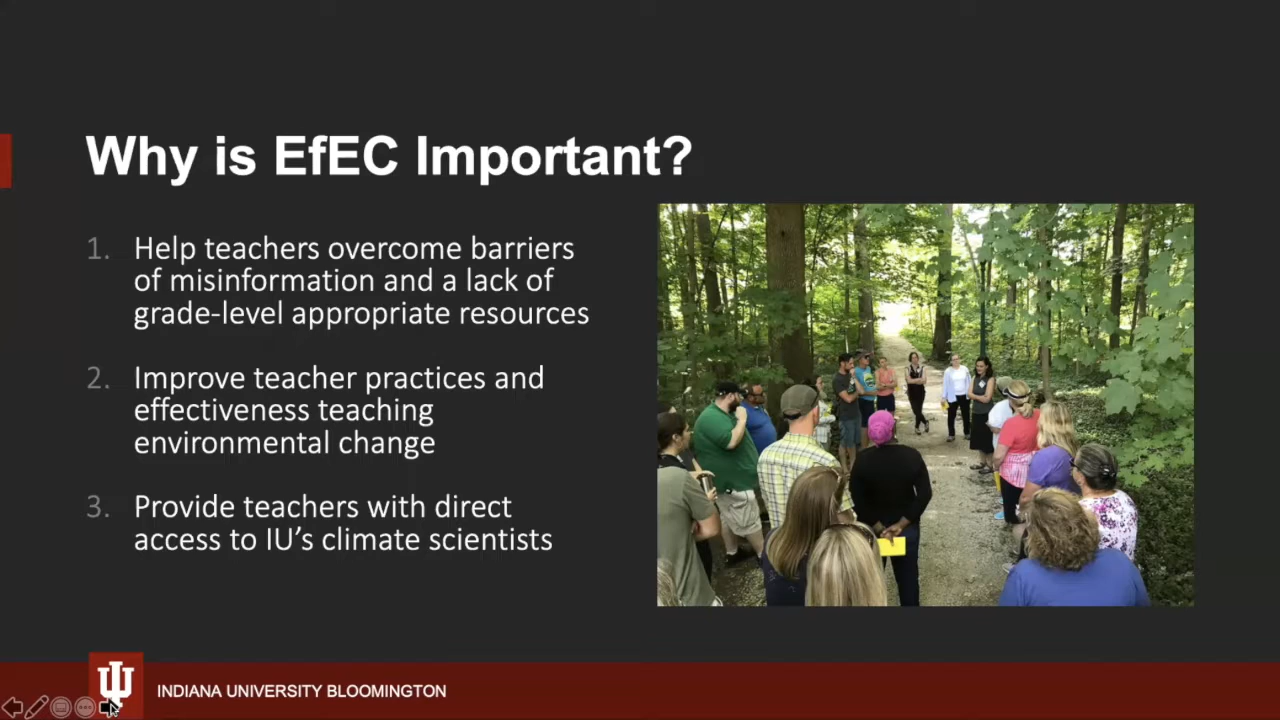 Why is EfEC Important?
1. Help teachers overcome barriers
of misinformation and a lack of
grade-level appropriate resources
2. Improve teacher practices and
effectiveness teaching
environmental change
3. Provide teachers with direct
access to IU’s climate scientists
INDIANA UNIVERSITY BLOOMINGTON